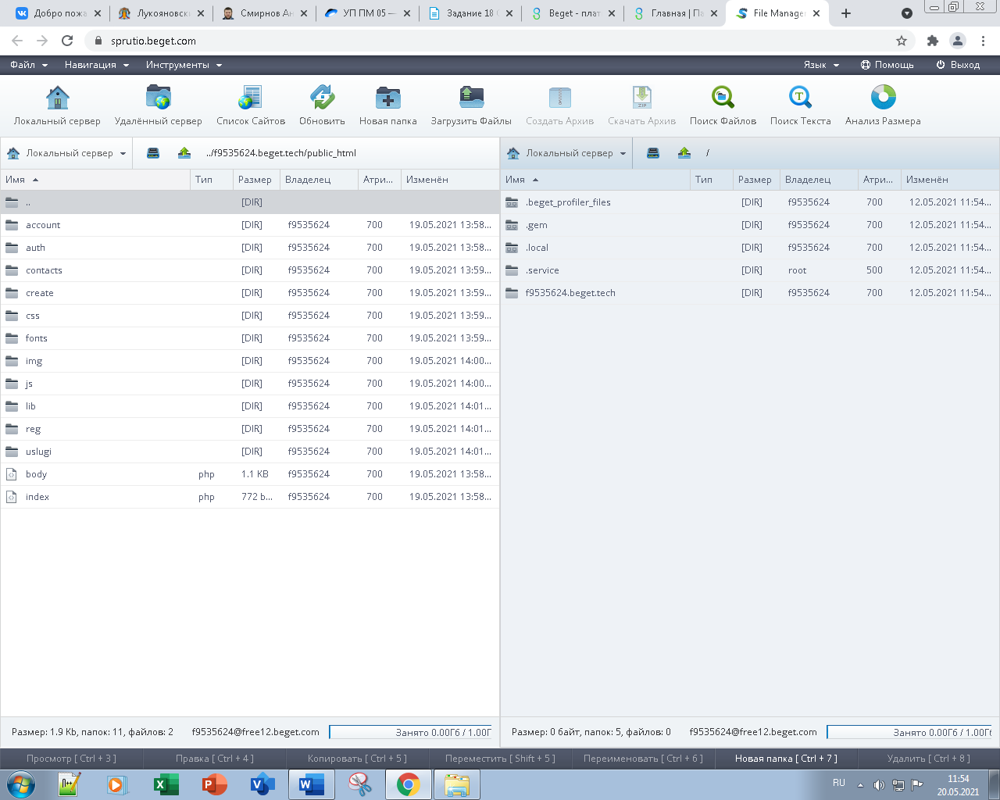 Добро пожа
Лукояновски
Смирнов Ан
УП ПМ 05 —
Задание 18
Beget - плат
Главная | Па
File Manage
sprutio.beget.com
Файл Навигация Инструменты Язык Помощь Выход
Локальный сервер Удалённый сервер Список Сайтов Обновить Новая папка Загрузить Файлы Создать Архив Скачать Архив Поиск Файлов Поиск Текста Анализ Размера
Локальный сервер ../f9535624.beget.tech/public_html
Имя Тип Размер Владелец Атри... Изменён
.. [DIR]
account [DIR] f9535624 700 19.05.2021 13:58...
auth [DIR] f9535624 700 19.05.2021 13:58...
contacts [DIR] f9535624 700 19.05.2021 13:59...
create [DIR] f9535624 700 19.05.2021 13:59...
css [DIR] f9535624 700 19.05.2021 13:59...
fonts [DIR] f9535624 700 19.05.2021 13:59...
img [DIR] f9535624 700 19.05.2021 14:00...
js [DIR] f9535624 700 19.05.2021 14:00...
lib [DIR] f9535624 700 19.05.2021 14:01...
reg [DIR] f9535624 700 19.05.2021 14:01...
uslugi [DIR] f9535624 700 19.05.2021 14:01...
body php 1.1 KB f9535624 700 19.05.2021 13:58...
index php 772 b... f9535624 700 19.05.2021 13:58...
Размер: 1.9 Kb, папок: 11, файлов: 2 f9535624@free12.beget.com Занято 0.00Гб / 1.00Г
Локальный сервер /
Имя Тип Размер Владелец Атри... Изменён
.beget_profiler_files [DIR] f9535624 700 12.05.2021 11:54...
.gem [DIR] f9535624 700 12.05.2021 11:54...
.local [DIR] f9535624 700 12.05.2021 11:54...
.service [DIR] root 500 12.05.2021 11:54...
f9535624.beget.tech [DIR] f9535624 700 12.05.2021 11:54...
Размер: 0 байт, папок: 5, файлов: 0 f9535624@free12.beget.com Занято 0.00Гб / 1.00Гб
Просмотр [ Ctrl + 3 ] Правка [ Ctrl + 4 ] Копировать [ Ctrl + 5 ] Переместить [ Shift + 5 ] Переименовать [ Ctrl + 6 ] Новая папка [ Ctrl + 7 ] Удалить [ Ctrl + 8 ]
RU
11:54
20.05.2021